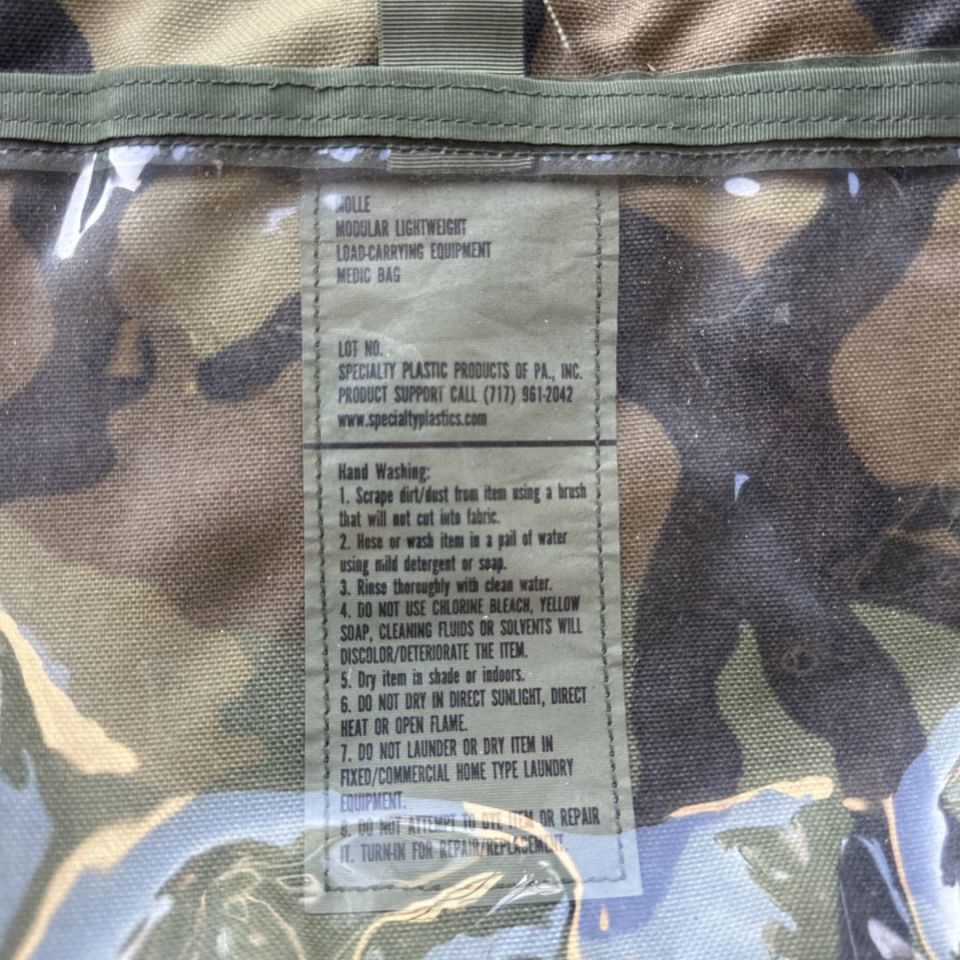 MOLLE
MODULAR LIGHTWEIGHT
LOAD-CARRYING EQUIPMENT
MEDIC BAG
LOT NO.
SPECIALTY PLASTIC PRODUCTS OF PA., INC.
PRODUCT SUPPORT CALL (717) 961-2042
www.specialtyplastics.com
Hand Washing:
1. Scrape dirt/dust from item using a brush
that will not cut into fabric.
2. Hose or wash item in a pail of water
using mild detergent or soap.
3. Rinse thoroughly with clean water.
4. DO NOT USE CHLORINE BLEACH, YELLOW
SOAP, CLEANING FLUIDS OR SOLVENTS WILL
DISCOLOR/DETERIORATE THE ITEM.
5. Dry item in shade or indoors.
6. DO NOT DRY IN DIRECT SUNLIGHT, DIRECT
HEAT OR OPEN FLAME.
7. DO NOT LAUNDER OR DRY ITEM IN
FIXED/COMMERCIAL HOME TYPE LAUNDRY
EQUIPMENT.
8. DO NOT ATTEMPT TO DYE ITEM OR REPAIR
IT. TURN-IN FOR REPAIR/REPLACEMENT.